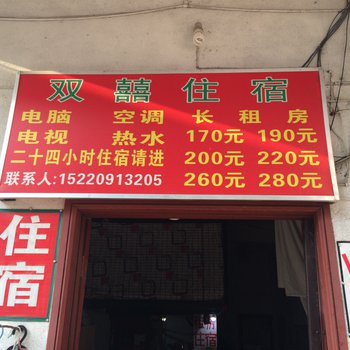 双囍住宿
电脑 空调 长租房
电视 热水 170元 190元
二十四小时住宿请进 200元 220元
联系人:15220913205 260元 280元
住宿
住宿